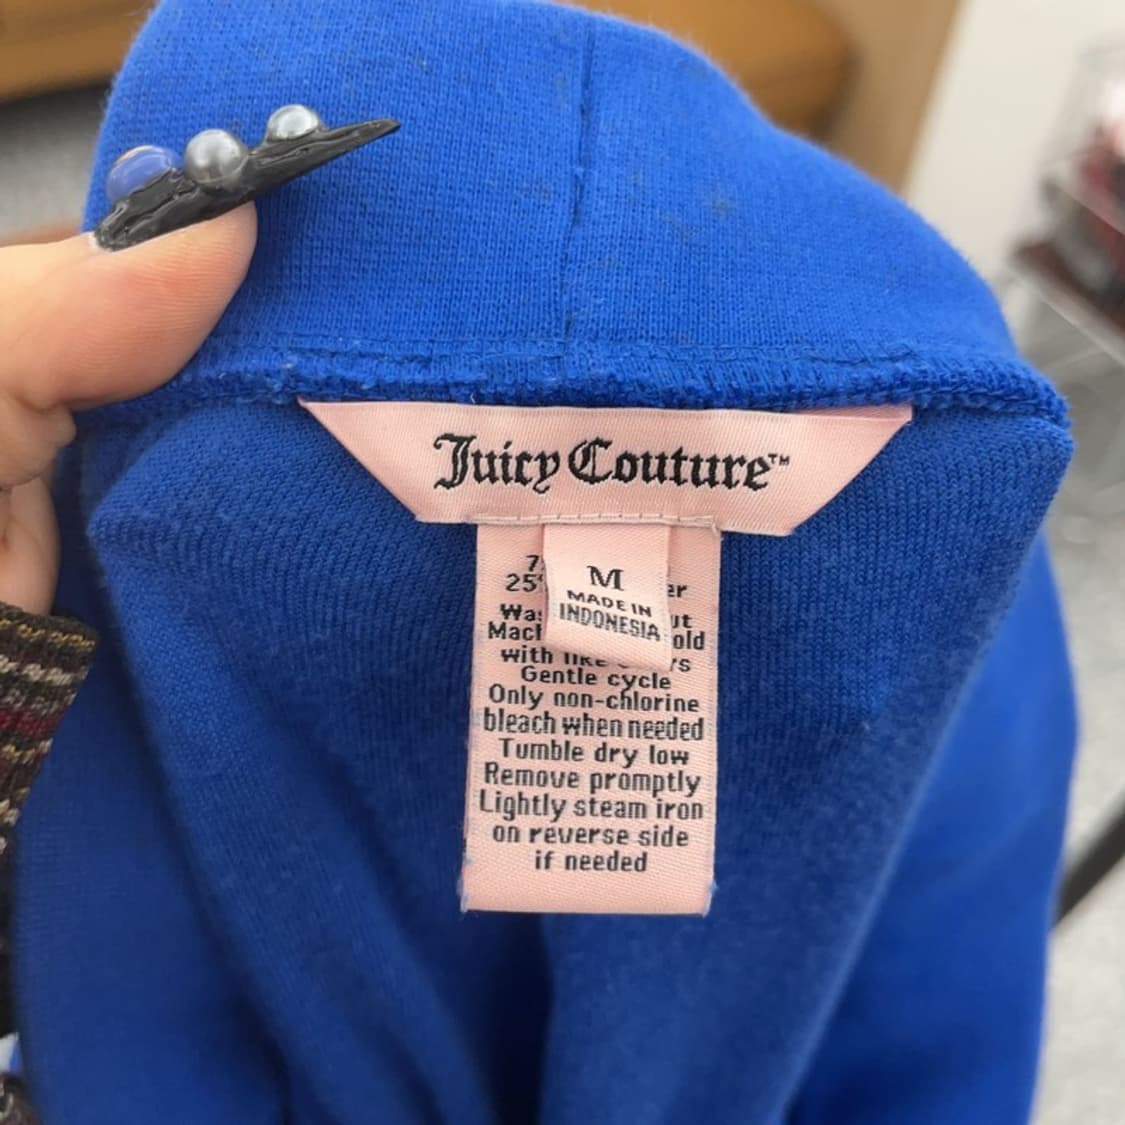 Juicy Couture™
M
MADE IN
INDONESIA
Gentle cycle
Only non-chlorine
bleach when needed
Tumble dry low
Remove promptly
Lightly steam iron
on reverse side
if needed
with